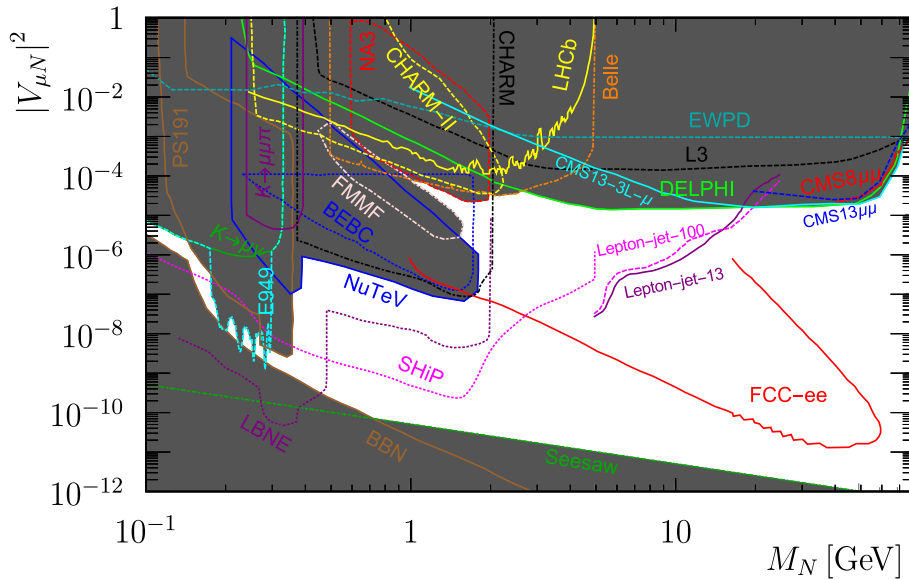 |V_{μN}|²
1
10⁻²
10⁻⁴
10⁻⁶
10⁻⁸
10⁻¹⁰
10⁻¹²
PS191
K→μμπ
K→μν
E949
NA3
CHARM−II
CHARM
LHCb
Belle
EWPD
L3
CMS13−3L−μ
DELPHI
CMS8μμ
CMS13μμ
FMMF
BEBC
NuTeV
Lepton−jet−100
Lepton−jet−13
SHiP
FCC−ee
LBNE
BBN
Seesaw
10⁻¹
1
10
M_N [GeV]